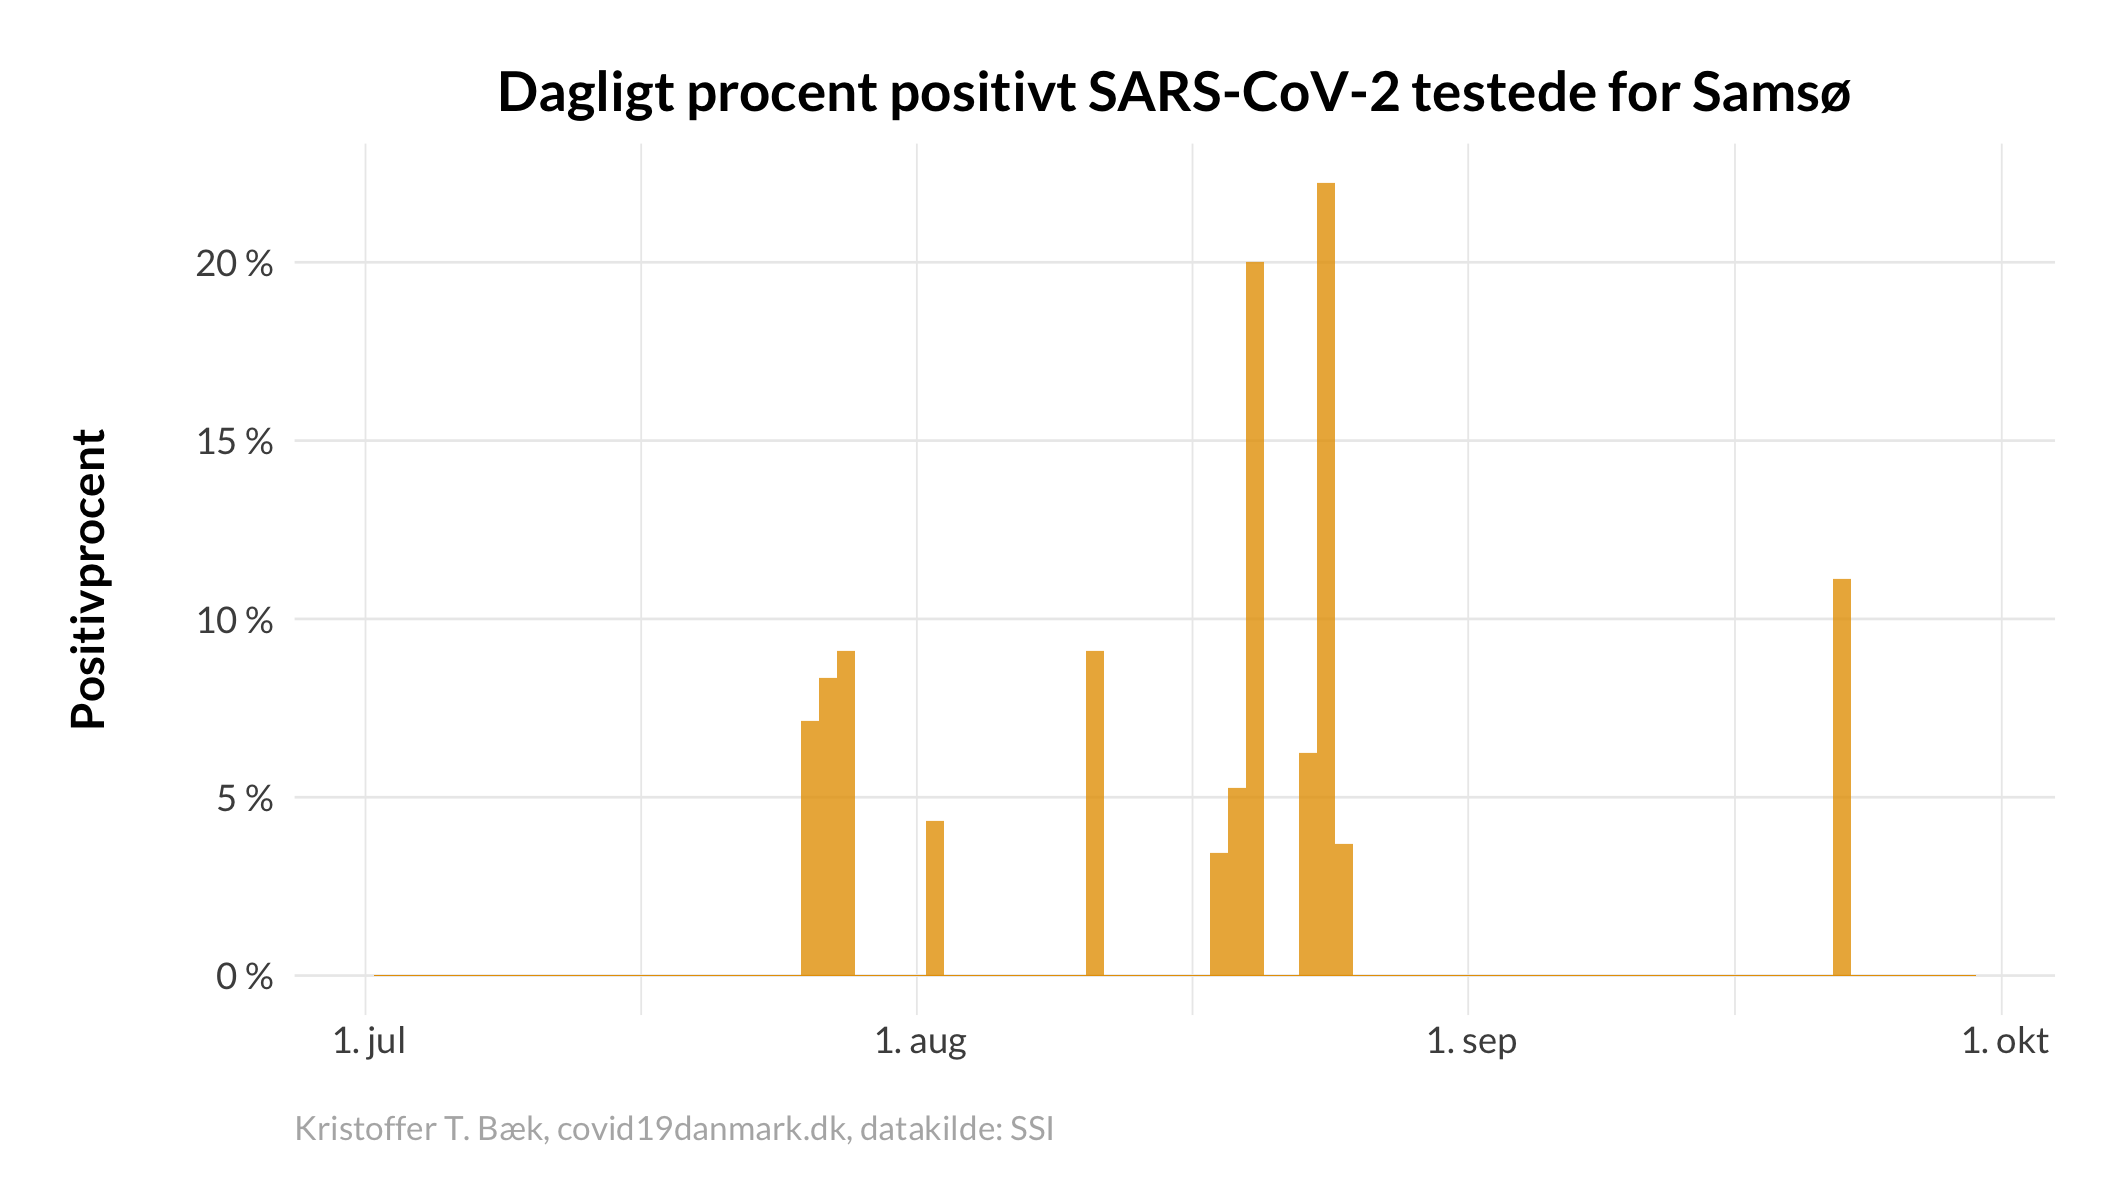 Dagligt procent positivt SARS-CoV-2 testede for Samsø
Positivprocent
20 %
15 %
10 %
5 %
0 %
1. jul
1. aug
1. sep
1. okt
Kristoffer T. Bæk, covid19danmark.dk, datakilde: SSI